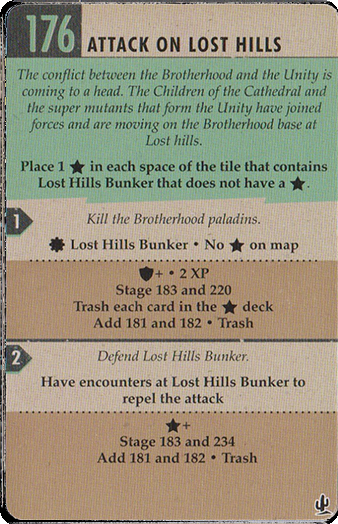 176 ATTACK ON LOST HILLS
The conflict between the Brotherhood and the Unity is
coming to a head. The Children of the Cathedral and
the super mutants that form the Unity have joined
forces and are moving on the Brotherhood base at
Lost hills.
Place 1 ★ in each space of the tile that contains
Lost Hills Bunker that does not have a ★.
1 Kill the Brotherhood paladins.
Lost Hills Bunker • No ★ on map
+ • 2 XP
Stage 183 and 220
Trash each card in the ★ deck
Add 181 and 182 • Trash
2 Defend Lost Hills Bunker.
Have encounters at Lost Hills Bunker to
repel the attack
★+
Stage 183 and 234
Add 181 and 182 • Trash